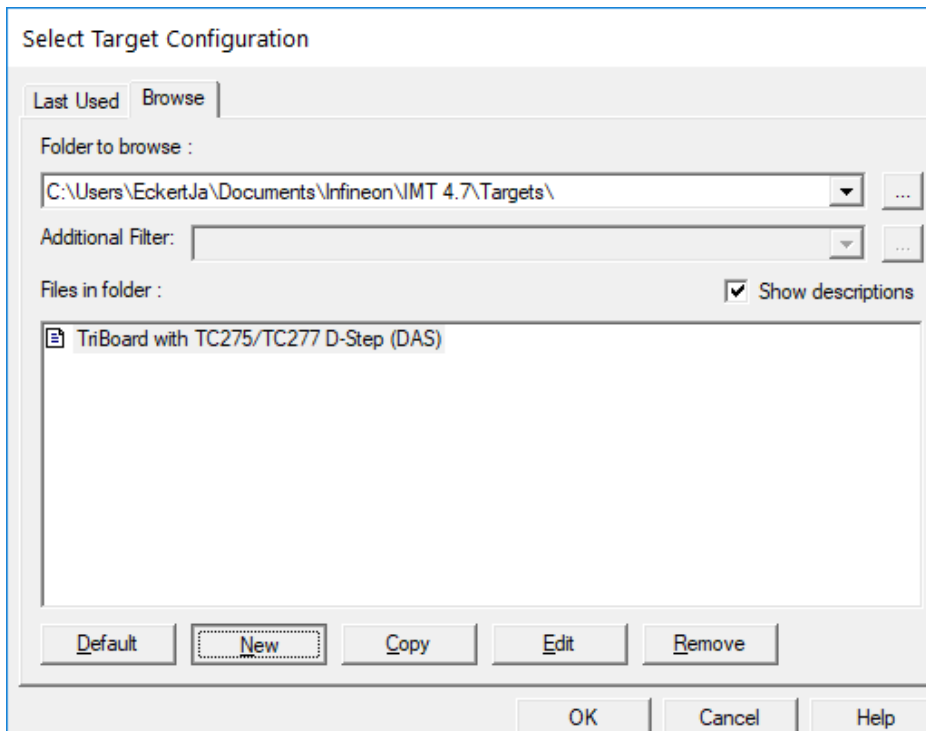 Select Target Configuration
Last Used Browse
Folder to browse :
C:\Users\EckertJa\Documents\Infineon\IMT 4.7\Targets\ ...
Additional Filter: ...
Files in folder : Show descriptions
TriBoard with TC275/TC277 D-Step (DAS)
Default New Copy Edit Remove
OK Cancel Help